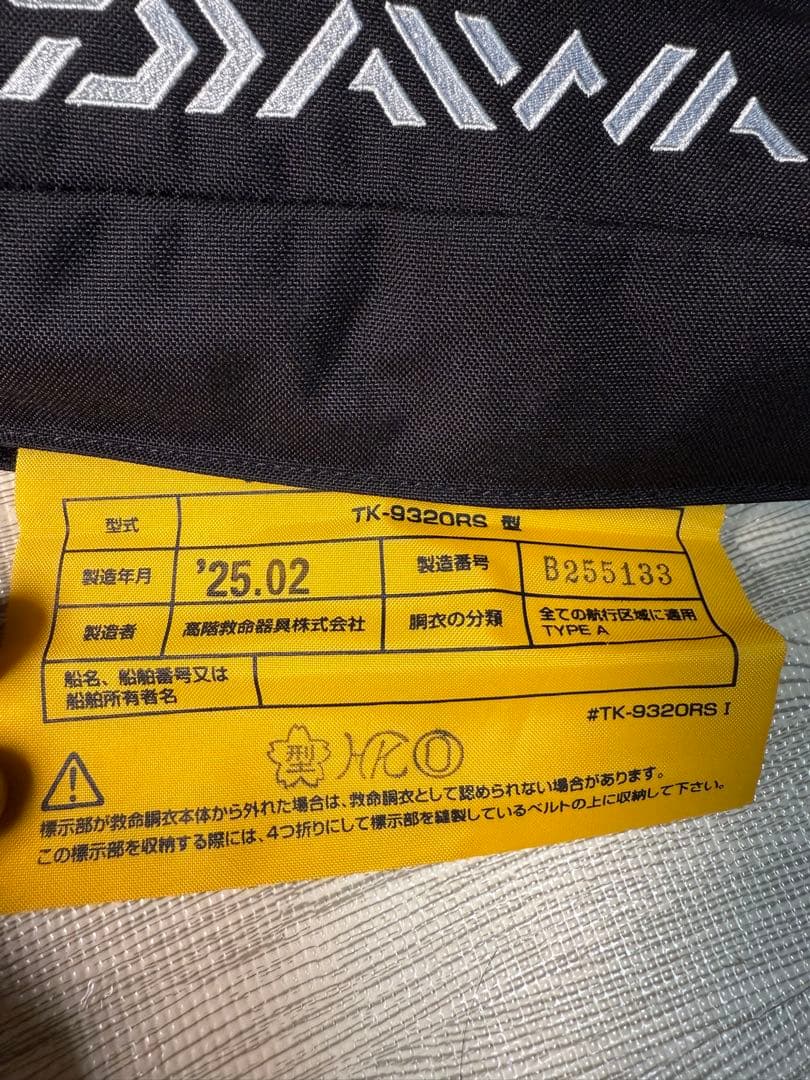 DAIWA
型式 TK-9320RS 型
製造年月 '25.02 製造番号 B255133
製造者 高階救命器具株式会社 胴衣の分類 全ての航行区域に適用 TYPE A
船名、船舶番号又は
船舶所有者名
#TK-9320RS I
型 HK 0
標示部が救命胴衣本体から外れた場合は、救命胴衣として認められない場合があります。
この標示部を収納する際には、4つ折りにして標示部を縫製しているベルトの上に収納して下さい。